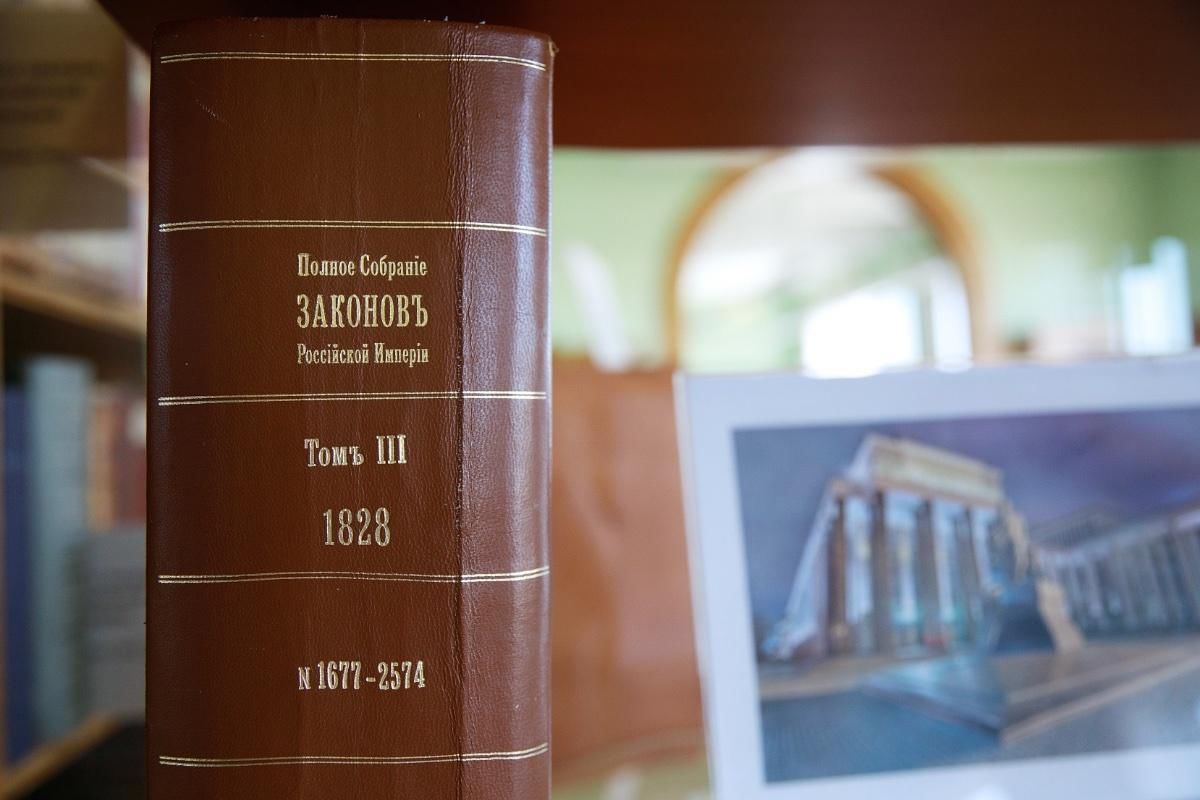 Полное Собраніе
ЗАКОНОВЪ
Россійской Имперіи
Томъ III
1828
N 1677-2574